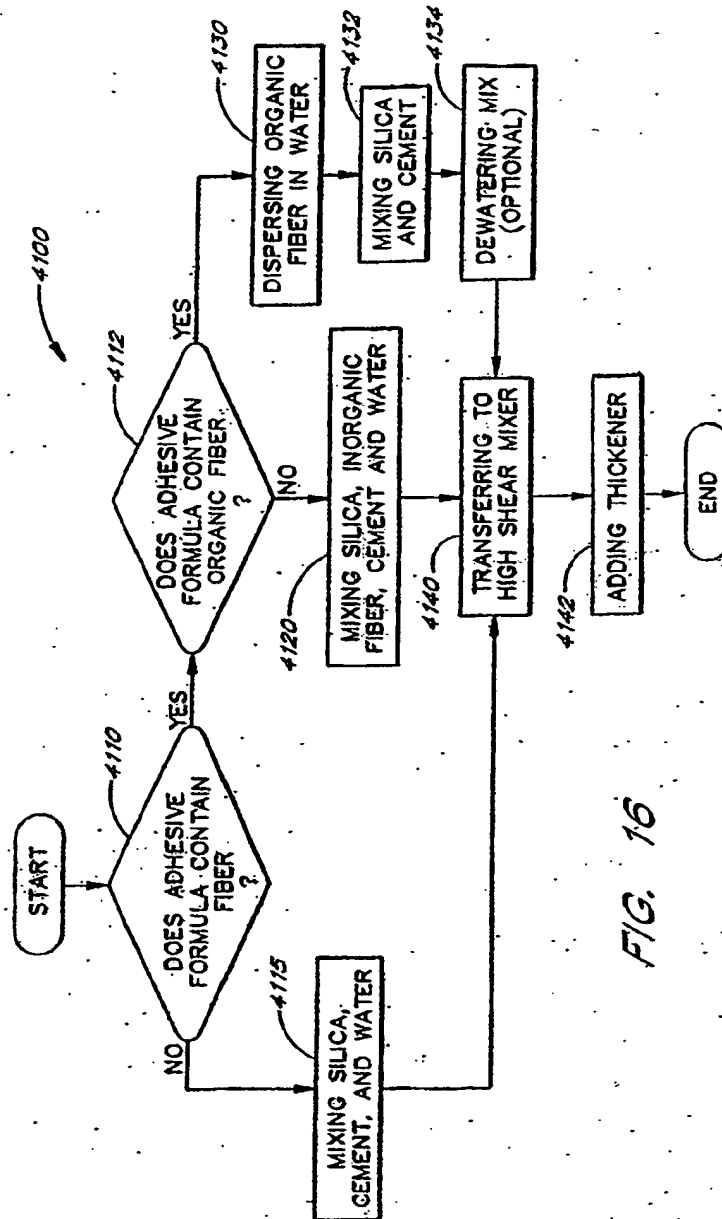 4100
START
4110
DOES ADHESIVE
FORMULA CONTAIN
FIBER
?
NO
YES
4112
DOES ADHESIVE
FORMULA CONTAIN
ORGANIC FIBER
?
NO
YES
4115
MIXING SILICA,
CEMENT, AND WATER
4120
MIXING SILICA, INORGANIC
FIBER, CEMENT AND WATER
4130
DISPERSING ORGANIC
FIBER IN WATER
4132
MIXING SILICA
AND CEMENT
4134
DEWATERING MIX
(OPTIONAL)
4140
TRANSFERRING TO
HIGH SHEAR MIXER
4142
ADDING THICKENER
END
FIG. 16